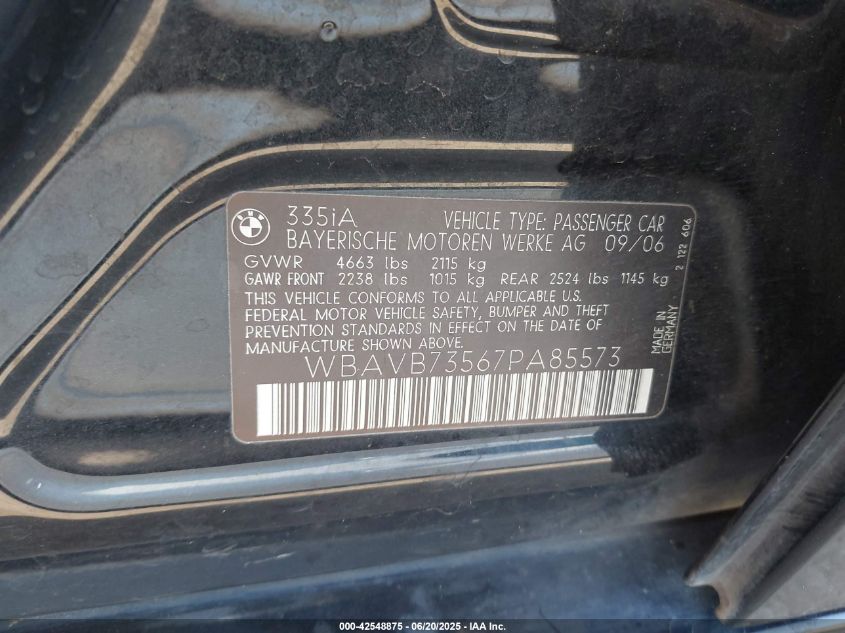 BMW
335iA VEHICLE TYPE: PASSENGER CAR
BAYERISCHE MOTOREN WERKE AG 09/06
GVWR 4663 lbs 2115 kg
GAWR FRONT 2238 lbs 1015 kg REAR 2524 lbs 1145 kg
THIS VEHICLE CONFORMS TO ALL APPLICABLE U.S.
FEDERAL MOTOR VEHICLE SAFETY, BUMPER AND THEFT
PREVENTION STANDARDS IN EFFECT ON THE DATE OF
MANUFACTURE SHOWN ABOVE.
WBAVB73567PA85573
MADE IN
GERMANY
2 122 606
000-42548875 - 06/20/2025 - IAA Inc.